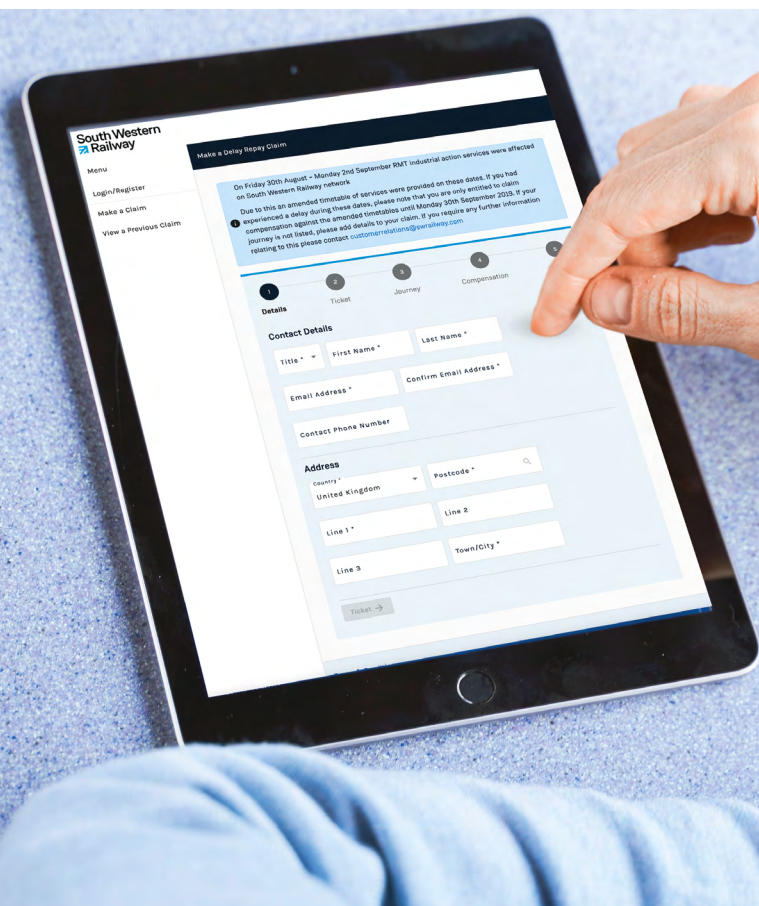 South Western
Railway
Menu
Login/Register
Make a Claim
View a Previous Claim
Make a Delay Repay Claim
On Friday 30th August - Monday 2nd September RMT industrial action services were affected
on South Western Railway network
Due to this an amended timetable of services were provided on these dates. If you had
experienced a delay during these dates, please note that you are only entitled to claim
compensation against the amended timetables until Monday 30th September 2019. If your
journey is not listed, please add details to your claim. If you require any further information
relating to this please contact customerrelations@swrailway.com
1 2 3 4 5
Details Ticket Journey Compensation
Contact Details
Title * First Name * Last Name *
Email Address * Confirm Email Address *
Contact Phone Number
Address
Country * Postcode *
United Kingdom
Line 1 * Line 2
Line 3 Town/City *
Ticket →